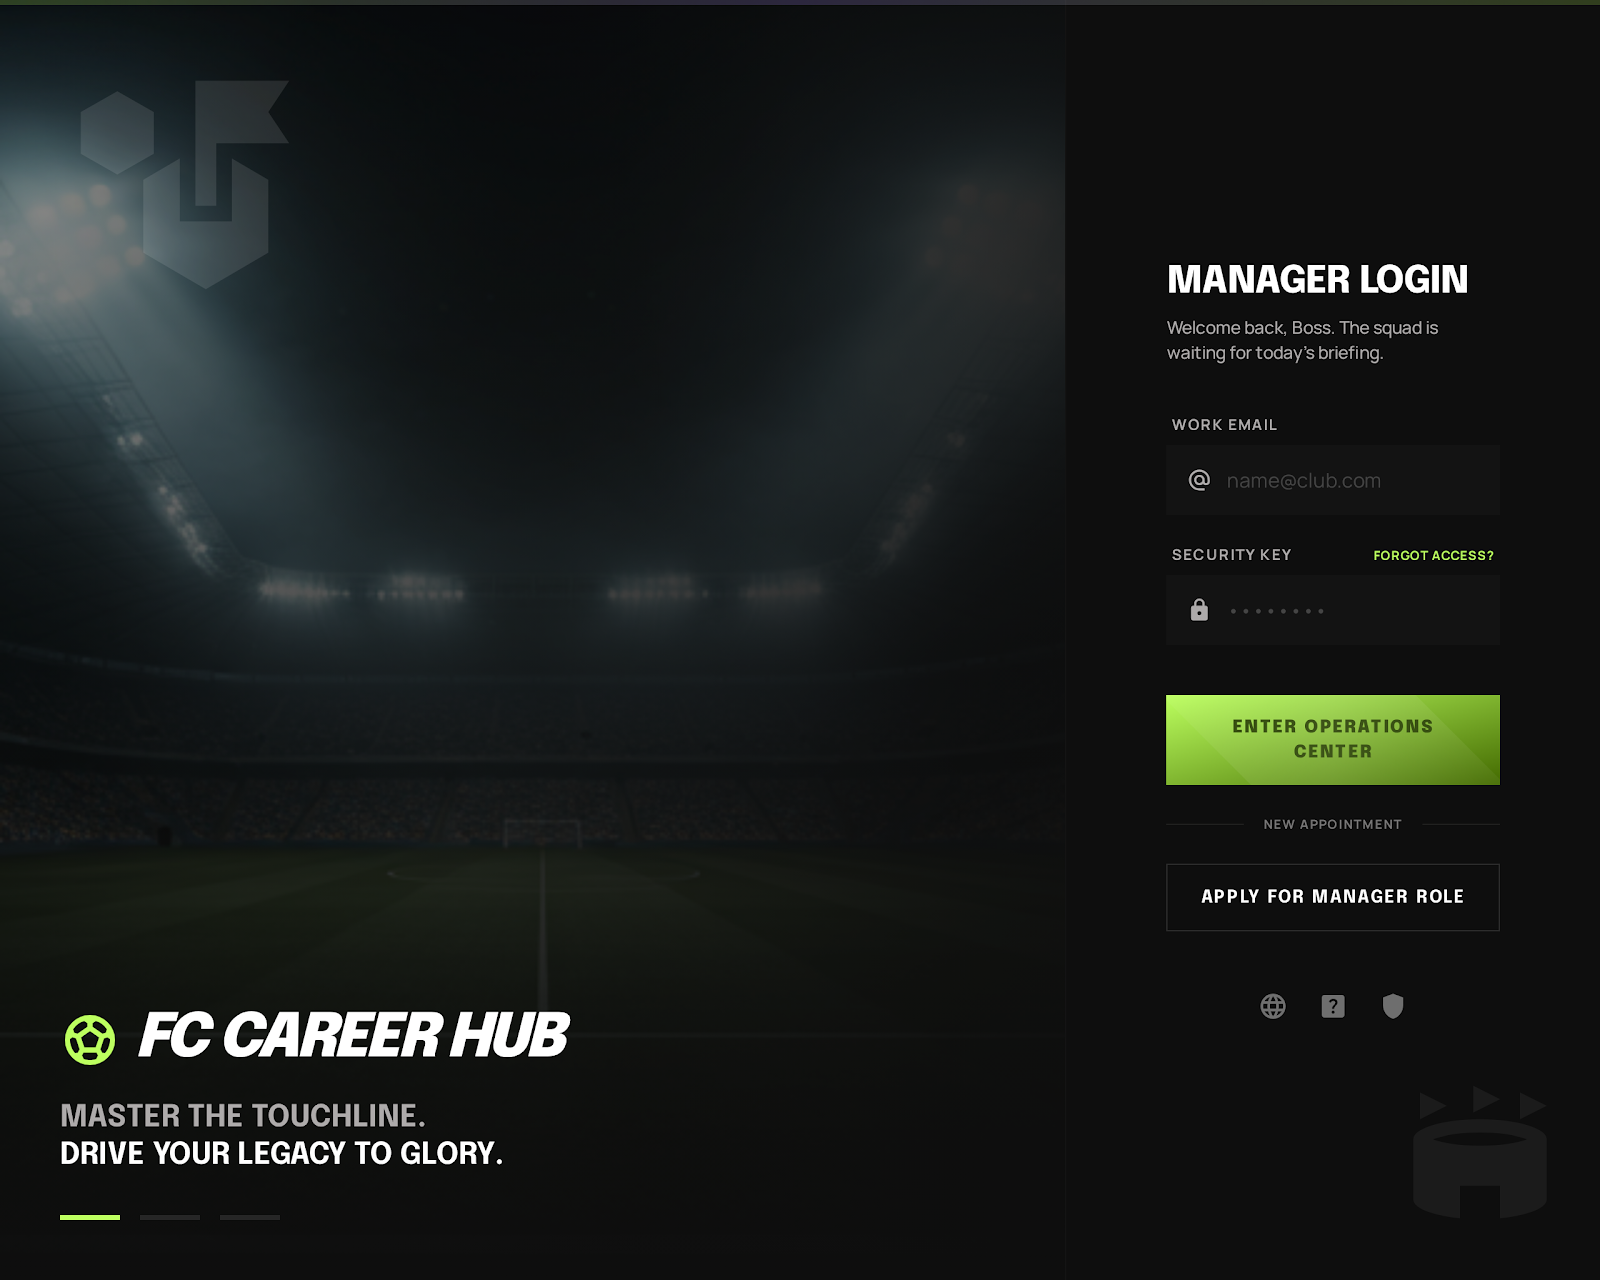 MANAGER LOGIN
Welcome back, Boss. The squad is
waiting for today's briefing.
WORK EMAIL
name@club.com
SECURITY KEY
FORGOT ACCESS?
••••••••
ENTER OPERATIONS
CENTER
NEW APPOINTMENT
APPLY FOR MANAGER ROLE
FC CAREER HUB
MASTER THE TOUCHLINE.
DRIVE YOUR LEGACY TO GLORY.